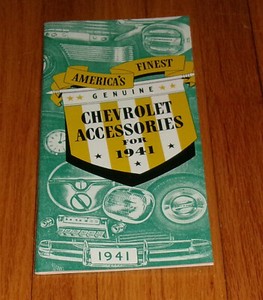 AMERICA'S FINEST
GENUINE
CHEVROLET
ACCESSORIES
FOR
1941
1941